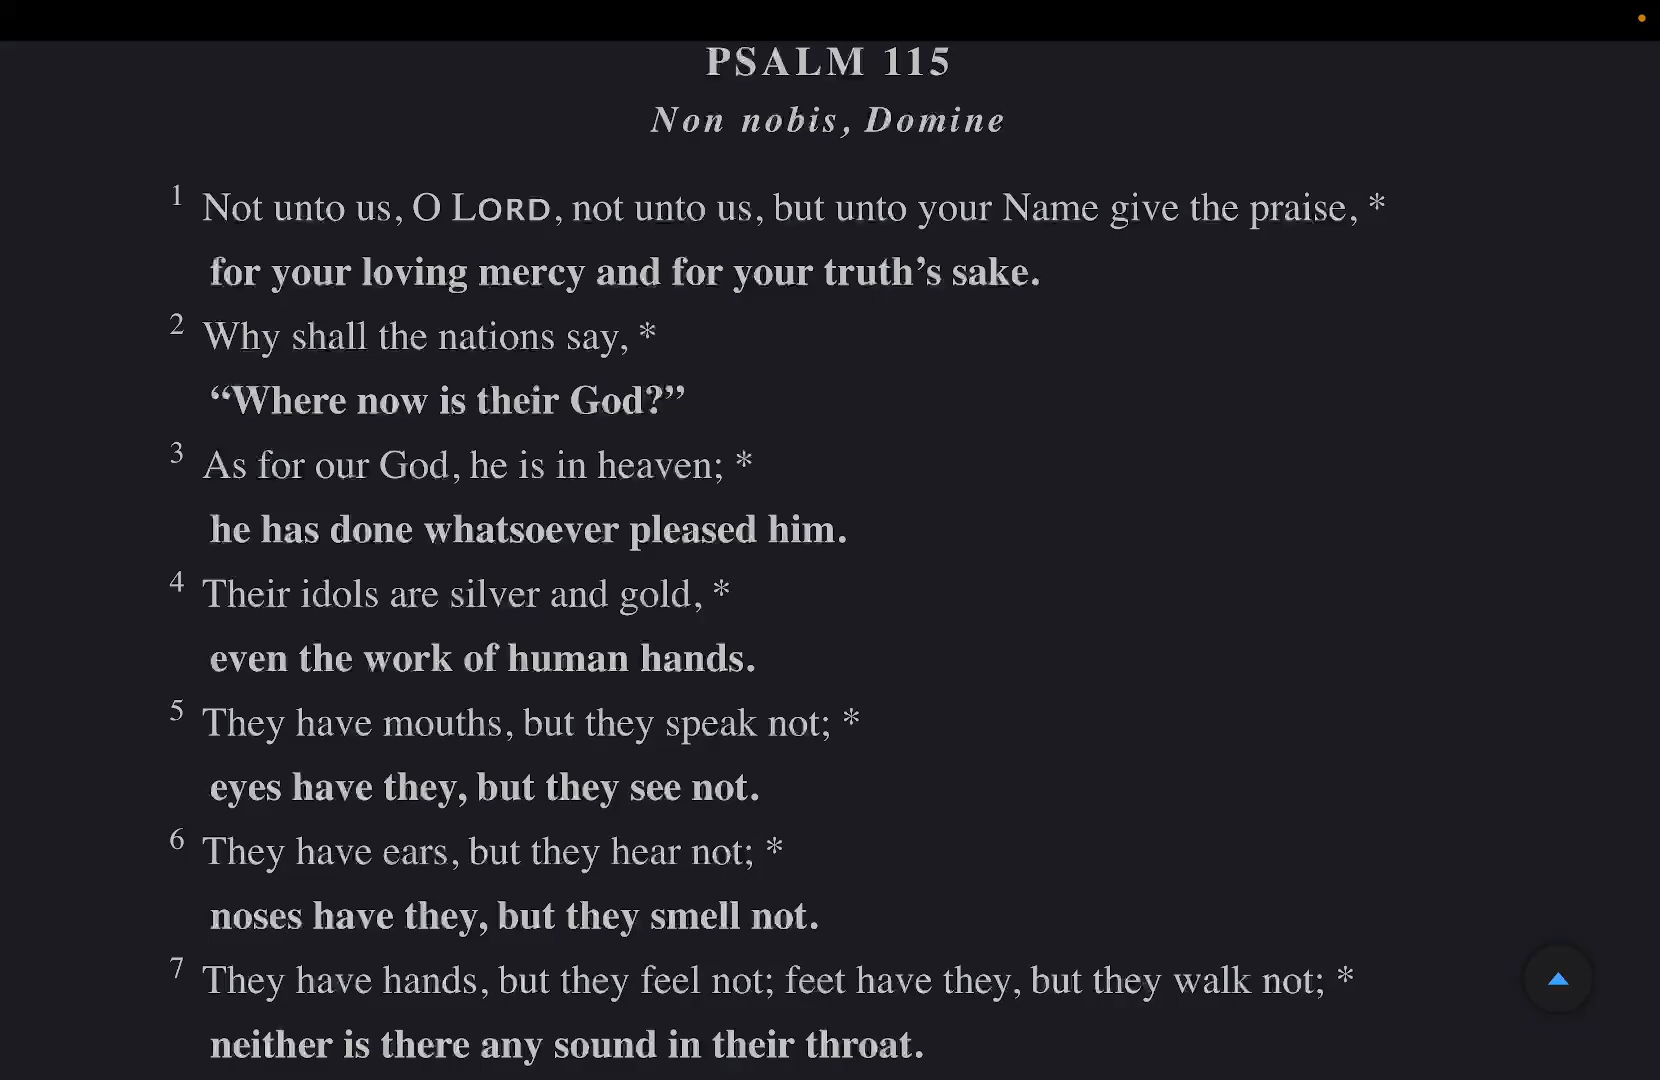 PSALM 115
Non nobis, Domine
1 Not unto us, O LORD, not unto us, but unto your Name give the praise, *
for your loving mercy and for your truth’s sake.
2 Why shall the nations say, *
“Where now is their God?”
3 As for our God, he is in heaven; *
he has done whatsoever pleased him.
4 Their idols are silver and gold, *
even the work of human hands.
5 They have mouths, but they speak not; *
eyes have they, but they see not.
6 They have ears, but they hear not; *
noses have they, but they smell not.
7 They have hands, but they feel not; feet have they, but they walk not; *
neither is there any sound in their throat.